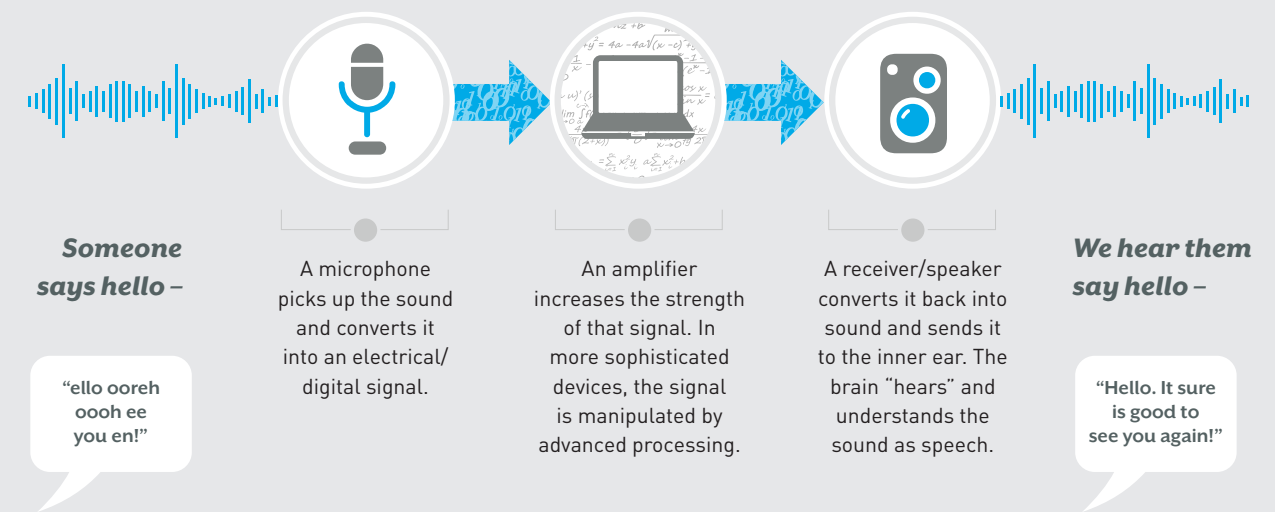 Someone
says hello –
“ello ooreh
oooh ee
you en!”
A microphone
picks up the sound
and converts it
into an electrical/
digital signal.
An amplifier
increases the strength
of that signal. In
more sophisticated
devices, the signal
is manipulated by
advanced processing.
A receiver/speaker
converts it back into
sound and sends it
to the inner ear. The
brain “hears” and
understands the
sound as speech.
We hear them
say hello –
“Hello. It sure
is good to
see you again!”